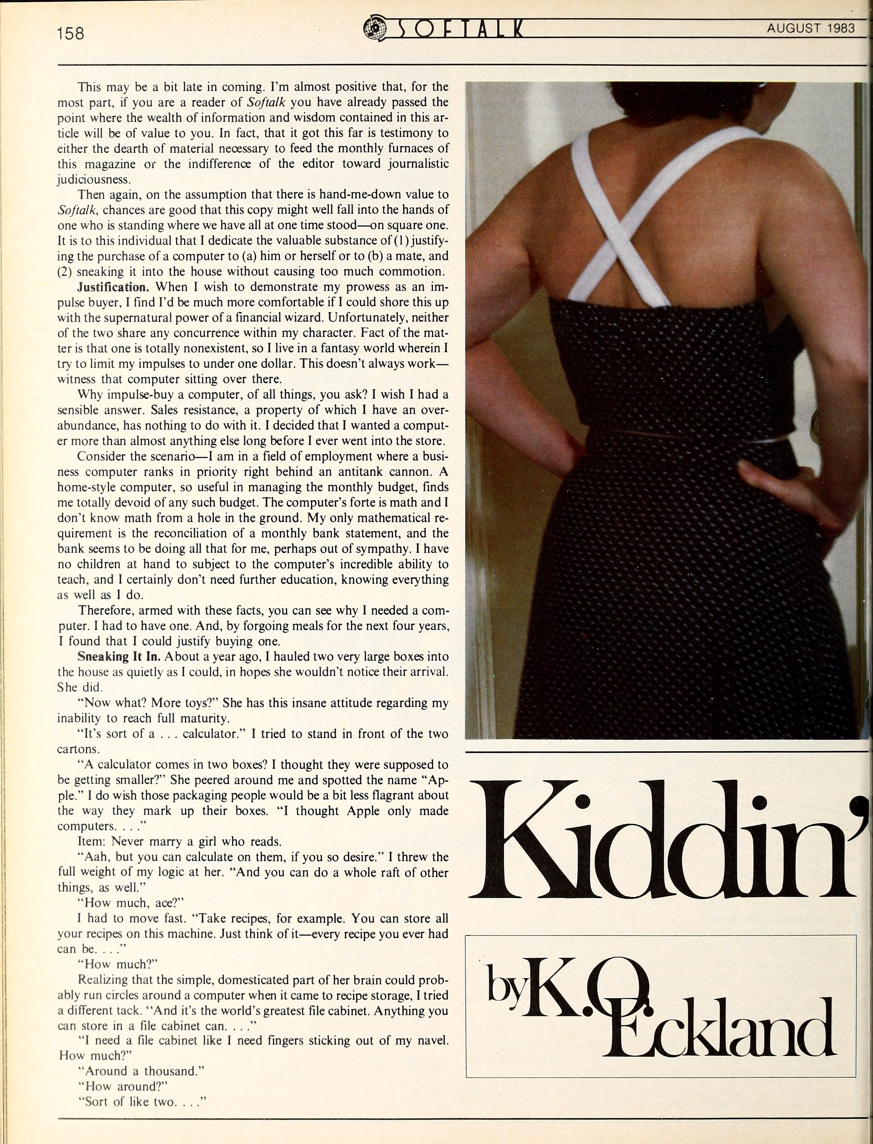 158
SOFTALK
AUGUST 1983
This may be a bit late in coming. I'm almost positive that, for the
most part, if you are a reader of Softalk you have already passed the
point where the wealth of information and wisdom contained in this ar-
ticle will be of value to you. In fact, that it got this far is testimony to
either the dearth of material necessary to feed the monthly furnaces of
this magazine or the indifference of the editor toward journalistic
judiciousness.
Then again, on the assumption that there is hand-me-down value to
Softalk, chances are good that this copy might well fall into the hands of
one who is standing where we have all at one time stood—on square one.
It is to this individual that I dedicate the valuable substance of (1) justify-
ing the purchase of a computer to (a) him or herself or to (b) a mate, and
(2) sneaking it into the house without causing too much commotion.
Justification. When I wish to demonstrate my prowess as an im-
pulse buyer, I find I'd be much more comfortable if I could shore this up
with the supernatural power of a financial wizard. Unfortunately, neither
of the two share any concurrence within my character. Fact of the mat-
ter is that one is totally nonexistent, so I live in a fantasy world wherein I
try to limit my impulses to under one dollar. This doesn't always work—
witness that computer sitting over there.
Why impulse-buy a computer, of all things, you ask? I wish I had a
sensible answer. Sales resistance, a property of which I have an over-
abundance, has nothing to do with it. I decided that I wanted a comput-
er more than almost anything else long before I ever went into the store.
Consider the scenario—I am in a field of employment where a busi-
ness computer ranks in priority right behind an antitank cannon. A
home-style computer, so useful in managing the monthly budget, finds
me totally devoid of any such budget. The computer's forte is math and I
don't know math from a hole in the ground. My only mathematical re-
quirement is the reconciliation of a monthly bank statement, and the
bank seems to be doing all that for me, perhaps out of sympathy. I have
no children at hand to subject to the computer's incredible ability to
teach, and I certainly don't need further education, knowing everything
as well as I do.
Therefore, armed with these facts, you can see why I needed a com-
puter. I had to have one. And, by forgoing meals for the next four years,
I found that I could justify buying one.
Sneaking It In. About a year ago, I hauled two very large boxes into
the house as quietly as I could, in hopes she wouldn't notice their arrival.
She did.
“Now what? More toys?” She has this insane attitude regarding my
inability to reach full maturity.
“It's sort of a . . . calculator.” I tried to stand in front of the two
cartons.
“A calculator comes in two boxes? I thought they were supposed to
be getting smaller?” She peered around me and spotted the name “Ap-
ple.” I do wish those packaging people would be a bit less flagrant about
the way they mark up their boxes. “I thought Apple only made
computers. . . .”
Item: Never marry a girl who reads.
“Aah, but you can calculate on them, if you so desire.” I threw the
full weight of my logic at her. “And you can do a whole raft of other
things, as well.”
“How much, ace?”
I had to move fast. “Take recipes, for example. You can store all
your recipes on this machine. Just think of it—every recipe you ever had
can be. . . .”
“How much?”
Realizing that the simple, domesticated part of her brain could prob-
ably run circles around a computer when it came to recipe storage, I tried
a different tack. “And it's the world's greatest file cabinet. Anything you
can store in a file cabinet can. . . .”
“I need a file cabinet like I need fingers sticking out of my navel.
How much?”
“Around a thousand.”
“How around?”
“Sort of like two. . . .”
Kiddin'
by K.O.
Eckland